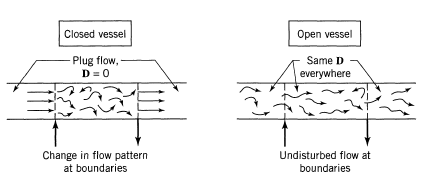 Closed vessel
Plug flow,
D = 0
Change in flow pattern
at boundaries
Open vessel
Same D
everywhere
Undisturbed flow at
boundaries